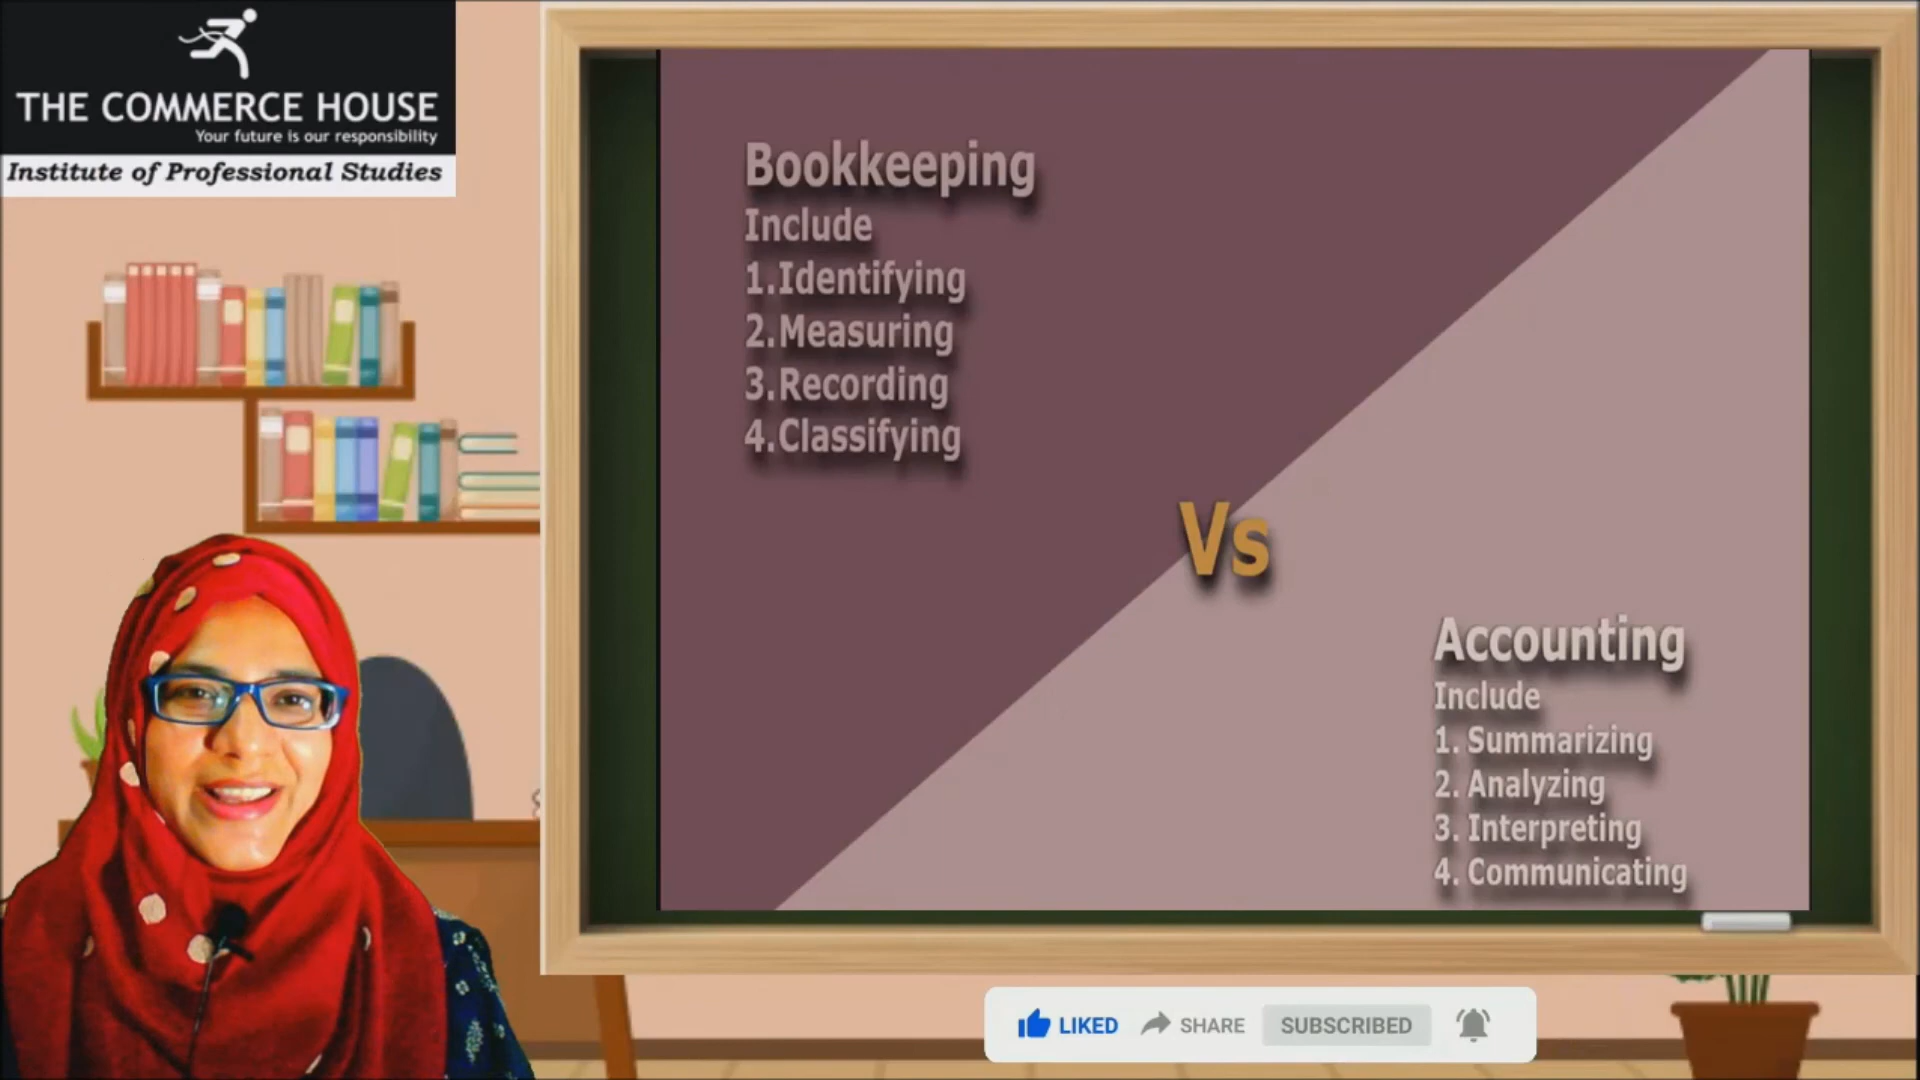 THE COMMERCE HOUSE
Your future is our responsibility
Institute of Professional Studies
Bookkeeping
Include
1.Identifying
2.Measuring
3.Recording
4.Classifying
Vs
Accounting
Include
1. Summarizing
2. Analyzing
3. Interpreting
4. Communicating
LIKED SHARE SUBSCRIBED